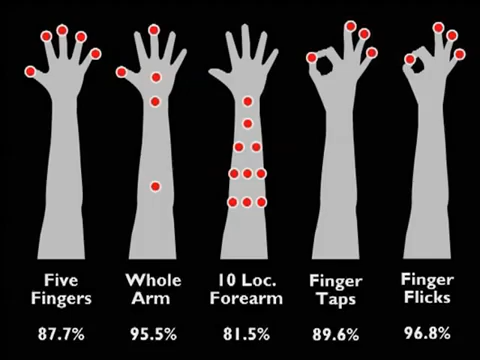 Five
Fingers
87.7%
Whole
Arm
95.5%
10 Loc.
Forearm
81.5%
Finger
Taps
89.6%
Finger
Flicks
96.8%